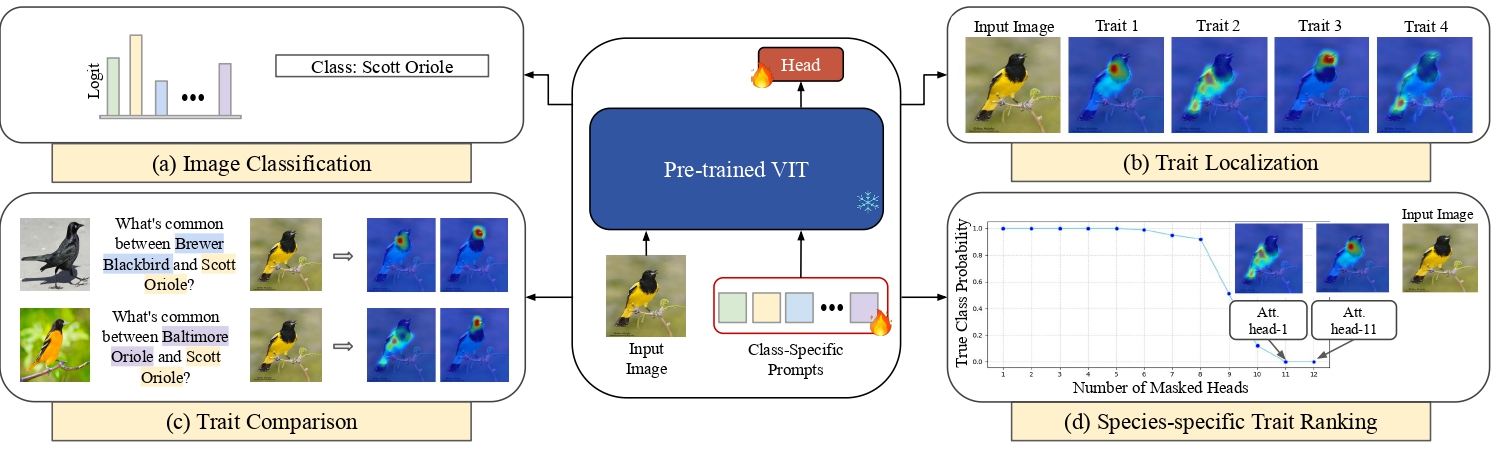 Logit
Class: Scott Oriole
(a) Image Classification
Head
Pre-trained VIT
Input
Image
Class-Specific
Prompts
Input Image
Trait 1
Trait 2
Trait 3
Trait 4
(b) Trait Localization
What's common
between Brewer
Blackbird and Scott
Oriole?
What's common
between Baltimore
Oriole and Scott
Oriole?
(c) Trait Comparison
True Class Probability
1.0
0.8
0.6
0.4
0.2
0.0
1
2
3
4
5
6
7
8
9
10
11
12
Number of Masked Heads
Input Image
Att.
head-1
Att.
head-11
(d) Species-specific Trait Ranking